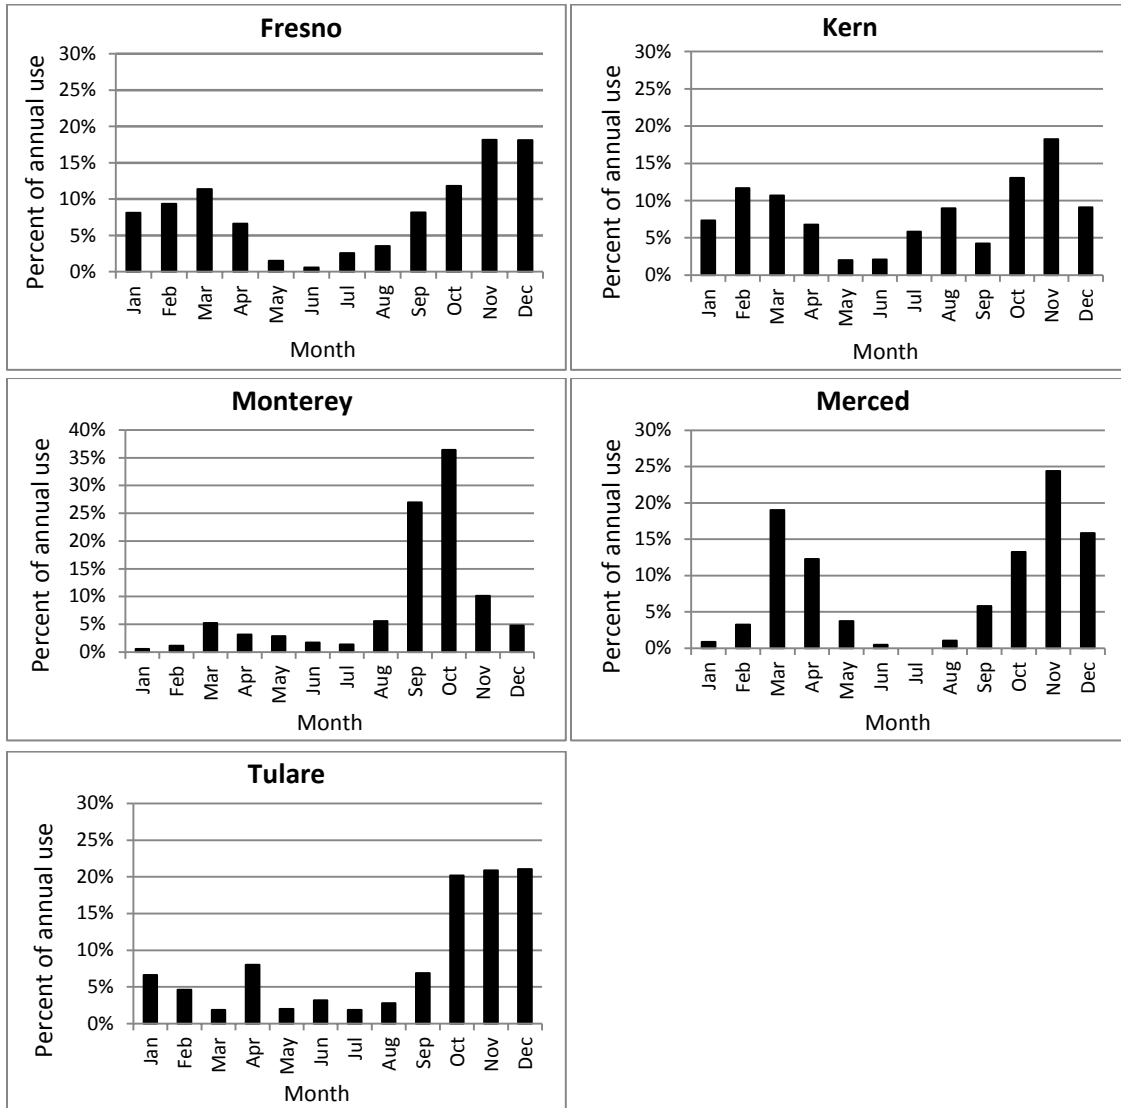 Fresno
Percent of annual use
30%
25%
20%
15%
10%
5%
0%
Jan Feb Mar Apr May Jun Jul Aug Sep Oct Nov Dec
Month
Kern
Percent of annual use
30%
25%
20%
15%
10%
5%
0%
Jan Feb Mar Apr May Jun Jul Aug Sep Oct Nov Dec
Month
Monterey
Percent of annual use
40%
35%
30%
25%
20%
15%
10%
5%
0%
Jan Feb Mar Apr May Jun Jul Aug Sep Oct Nov Dec
Month
Merced
Percent of annual use
30%
25%
20%
15%
10%
5%
0%
Jan Feb Mar Apr May Jun Jul Aug Sep Oct Nov Dec
Month
Tulare
Percent of annual use
30%
25%
20%
15%
10%
5%
0%
Jan Feb Mar Apr May Jun Jul Aug Sep Oct Nov Dec
Month